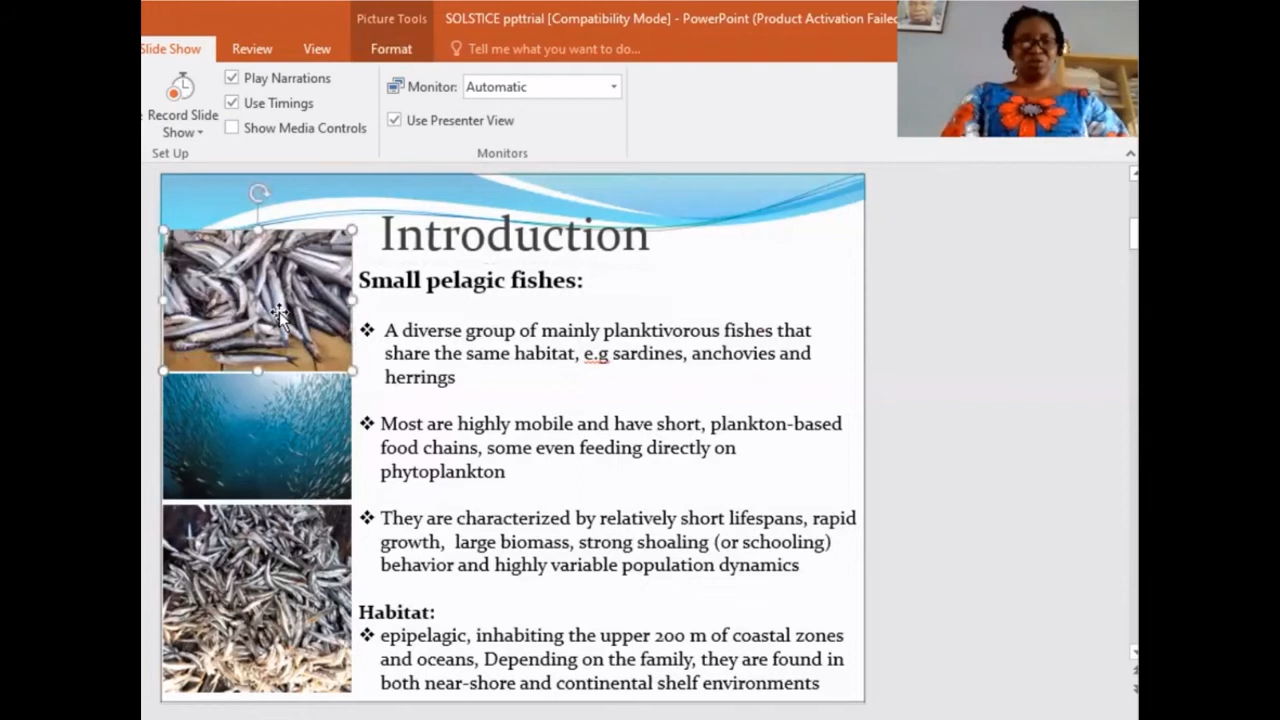 Picture Tools
SOLSTICE ppttrial [Compatibility Mode] - PowerPoint (Product Activation Failed
Slide Show
Review
View
Format
Tell me what you want to do...
Record Slide
Show
Play Narrations
Use Timings
Show Media Controls
Set Up
Monitor: Automatic
Use Presenter View
Monitors
Introduction
Small pelagic fishes:
❖ A diverse group of mainly planktivorous fishes that
share the same habitat, e.g sardines, anchovies and
herrings
❖ Most are highly mobile and have short, plankton-based
food chains, some even feeding directly on
phytoplankton
❖ They are characterized by relatively short lifespans, rapid
growth, large biomass, strong shoaling (or schooling)
behavior and highly variable population dynamics
Habitat:
❖ epipelagic, inhabiting the upper 200 m of coastal zones
and oceans, Depending on the family, they are found in
both near-shore and continental shelf environments